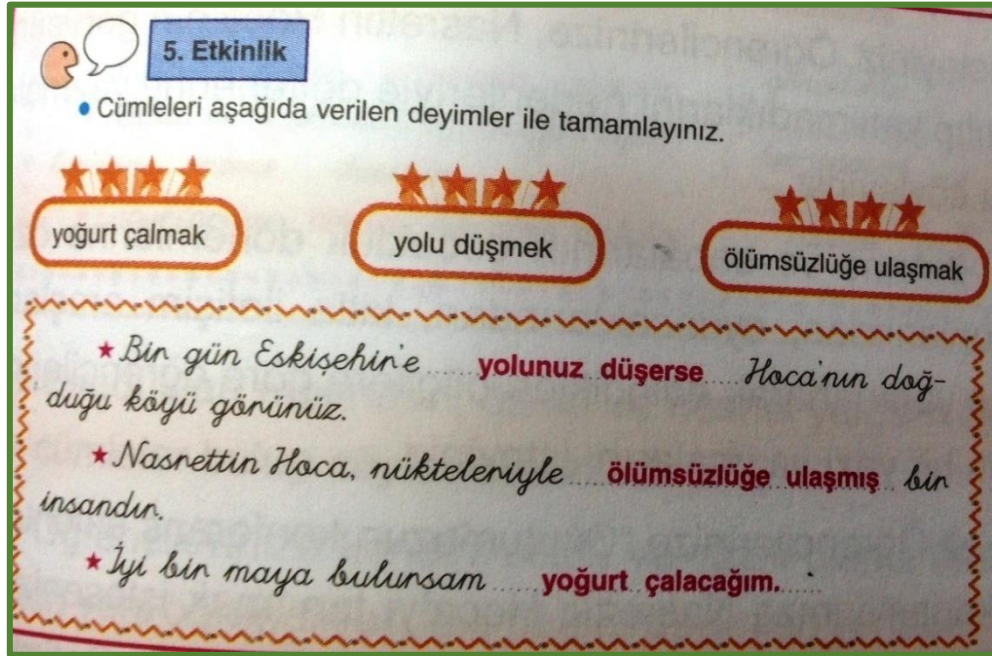 5. Etkinlik
• Cümleleri aşağıda verilen deyimler ile tamamlayınız.
yoğurt çalmak
yolu düşmek
ölümsüzlüğe ulaşmak
★ Bir gün Eskişehir'e ..... yolunuz düşerse .... Hoca'nın doğ-
duğu köyü görünüz.
★ Nasrettin Hoca, nükteleriyle ..... ölümsüzlüğe ulaşmış .. bir
insandır.
★ İyi bir maya bulursam ...... yoğurt çalacağım. .